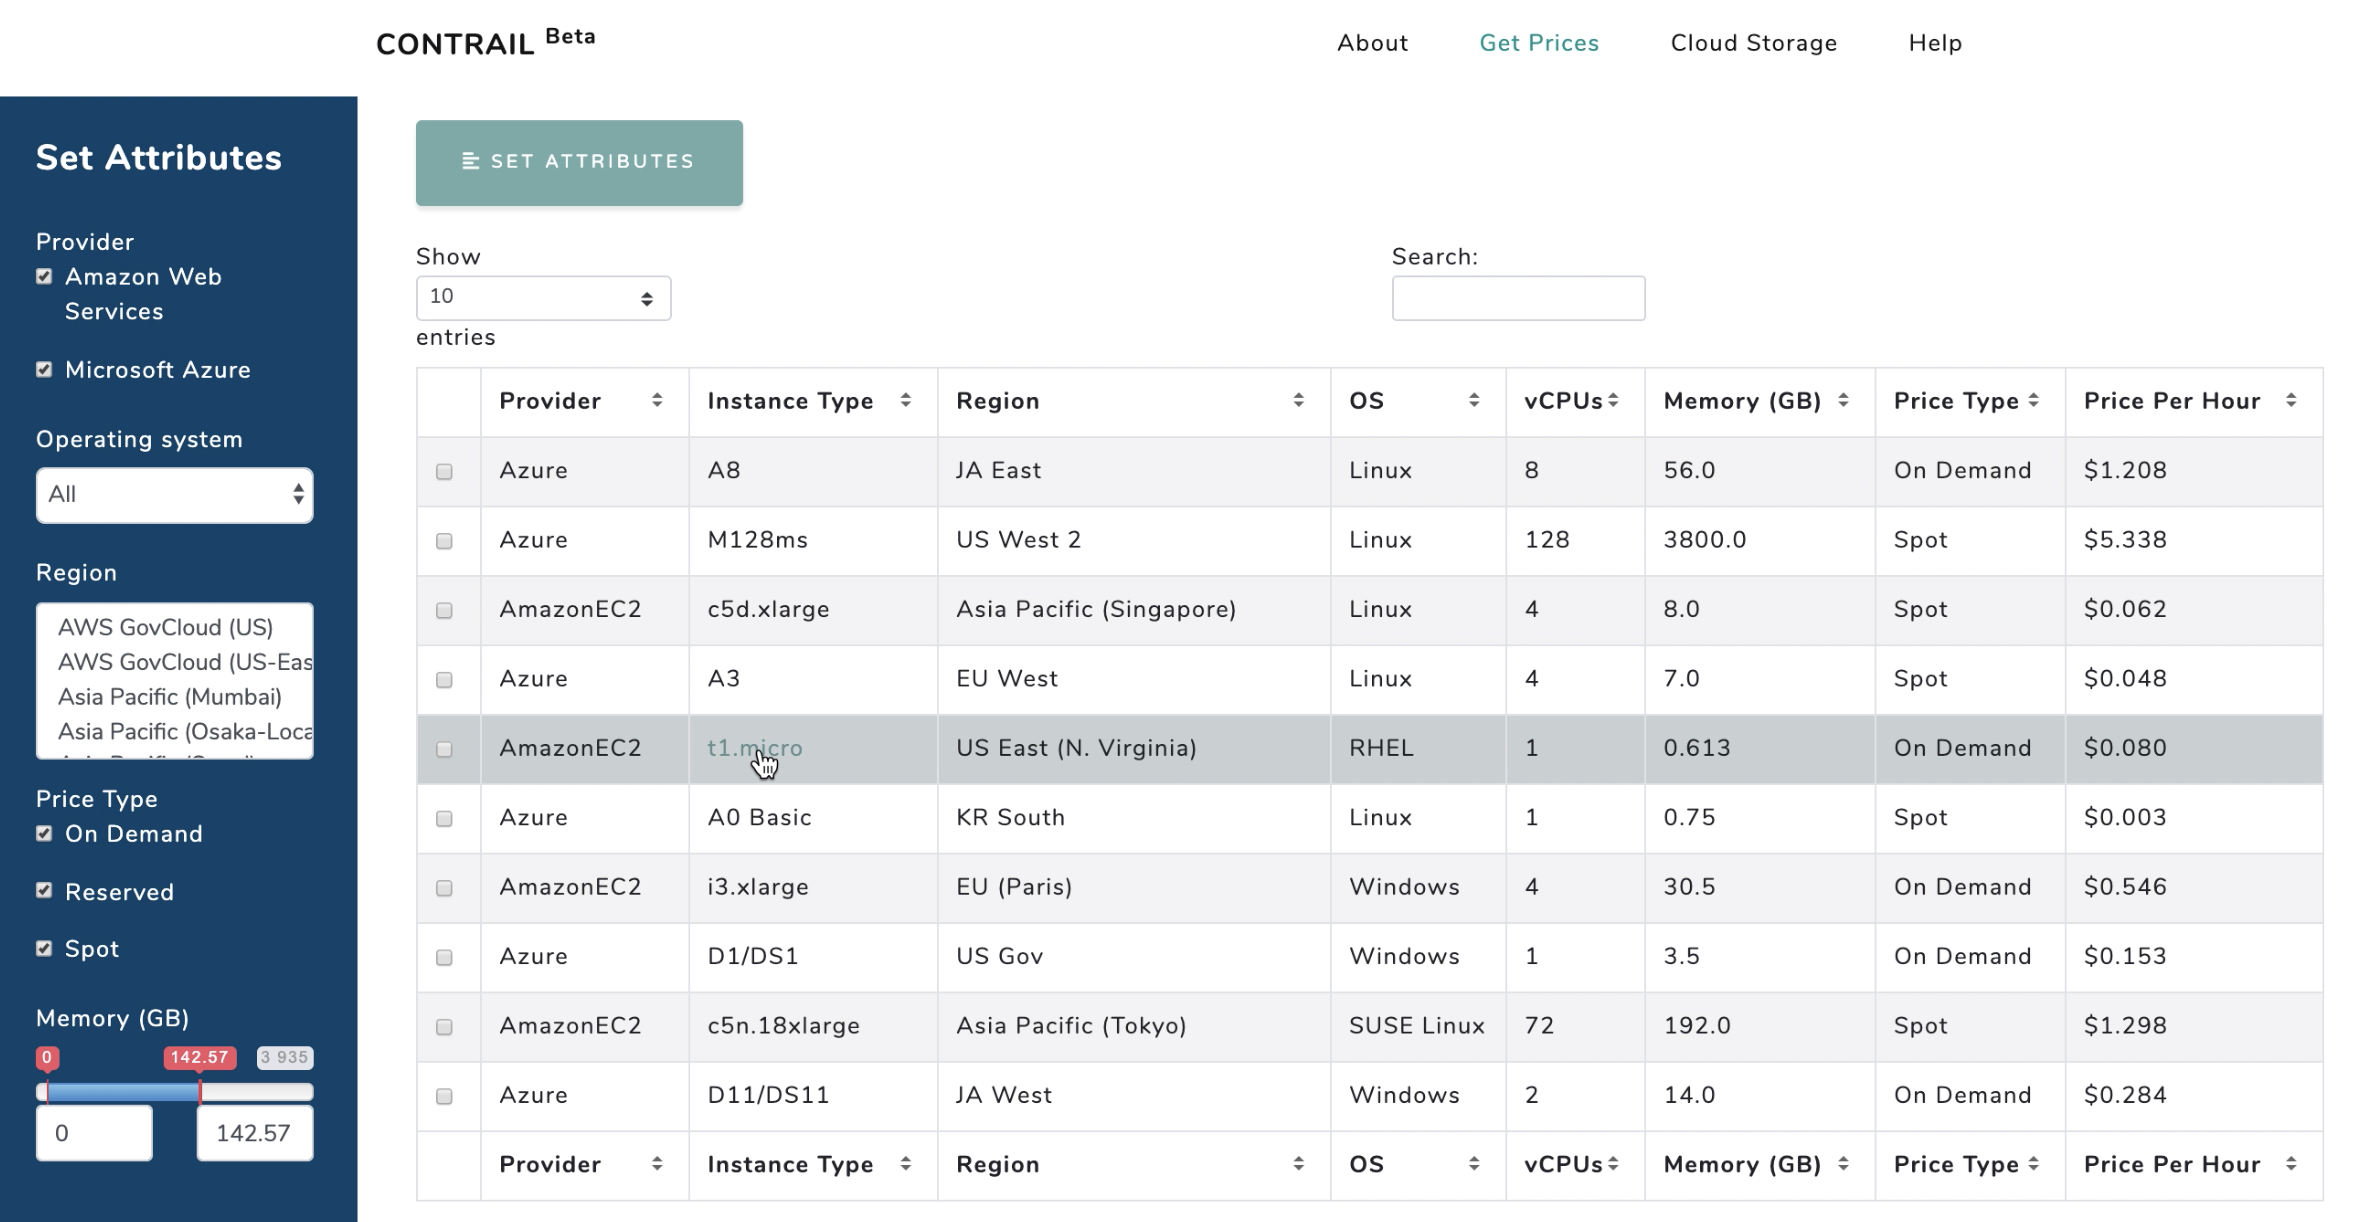 CONTRAIL Beta
About Get Prices Cloud Storage Help
Set Attributes
Provider
Amazon Web
Services
Microsoft Azure
Operating system
All
Region
AWS GovCloud (US)
AWS GovCloud (US-Eas
Asia Pacific (Mumbai)
Asia Pacific (Osaka-Loca
Price Type
On Demand
Reserved
Spot
Memory (GB)
0 142.57 3 935
0 142.57
SET ATTRIBUTES
Show
10
entries
Search:
Provider Instance Type Region OS vCPUs Memory (GB) Price Type Price Per Hour
Azure A8 JA East Linux 8 56.0 On Demand $1.208
Azure M128ms US West 2 Linux 128 3800.0 Spot $5.338
AmazonEC2 c5d.xlarge Asia Pacific (Singapore) Linux 4 8.0 Spot $0.062
Azure A3 EU West Linux 4 7.0 Spot $0.048
AmazonEC2 t1.micro US East (N. Virginia) RHEL 1 0.613 On Demand $0.080
Azure A0 Basic KR South Linux 1 0.75 Spot $0.003
AmazonEC2 i3.xlarge EU (Paris) Windows 4 30.5 On Demand $0.546
Azure D1/DS1 US Gov Windows 1 3.5 On Demand $0.153
AmazonEC2 c5n.18xlarge Asia Pacific (Tokyo) SUSE Linux 72 192.0 Spot $1.298
Azure D11/DS11 JA West Windows 2 14.0 On Demand $0.284
Provider Instance Type Region OS vCPUs Memory (GB) Price Type Price Per Hour